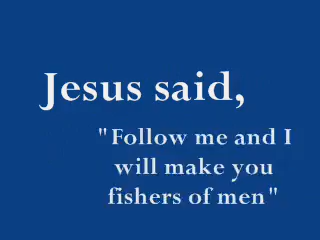 Jesus said,
"Follow me and I
will make you
fishers of men"